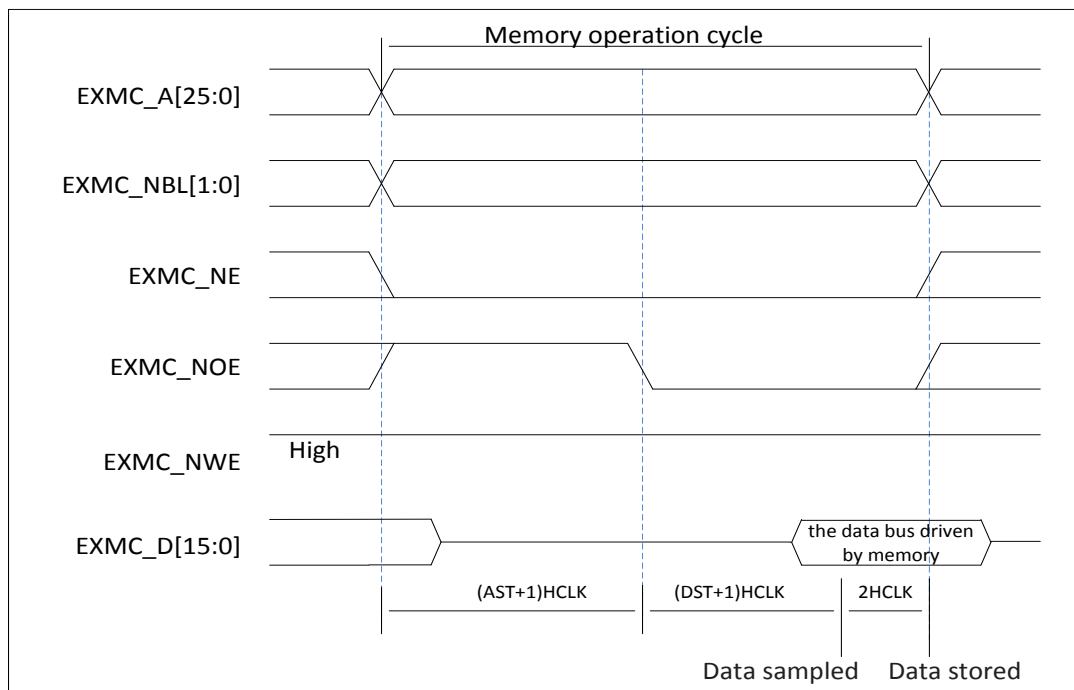 Memory operation cycle
EXMC_A[25:0]
EXMC_NBL[1:0]
EXMC_NE
EXMC_NOE
High
EXMC_NWE
EXMC_D[15:0]
the data bus driven
by memory
(AST+1)HCLK
(DST+1)HCLK
2HCLK
Data sampled
Data stored